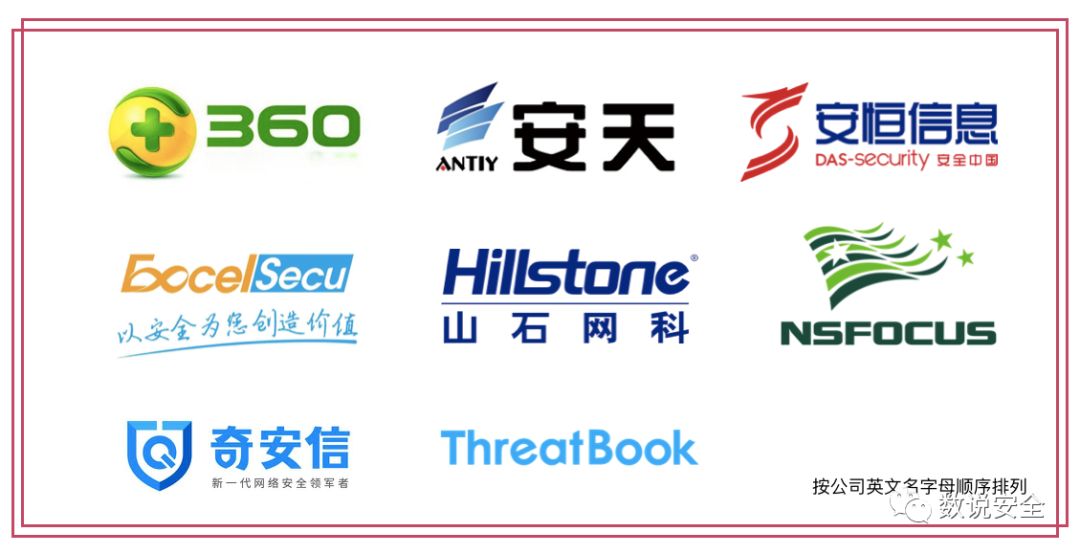 360
ANTIY 安天
安恒信息
DAS-security 安全中国
ExcelSecu
以安全为您创造价值
Hillstone®
山石网科
NSFOCUS
奇安信
新一代网络安全领军者
ThreatBook
按公司英文名字母顺序排列
数说安全